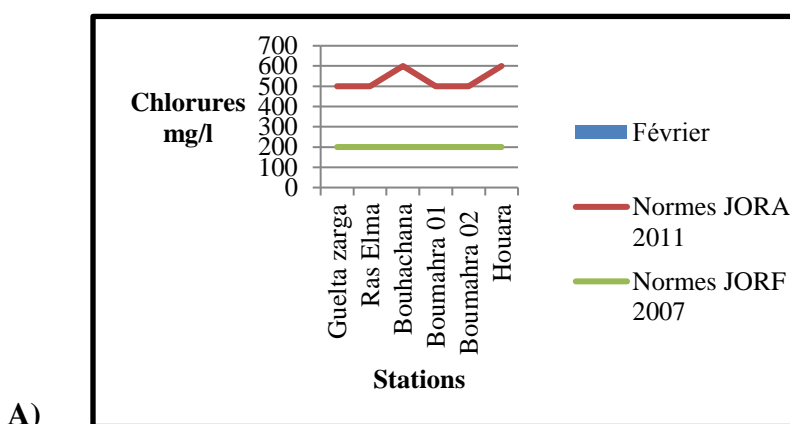 700
600
500
400
300
200
100
0
Chlorures
mg/l
Guelta zarga
Ras Elma
Bouhachana
Boumahra 01
Boumahra 02
Houara
Stations
Février
Normes JORA
2011
Normes JORF
2007
A)